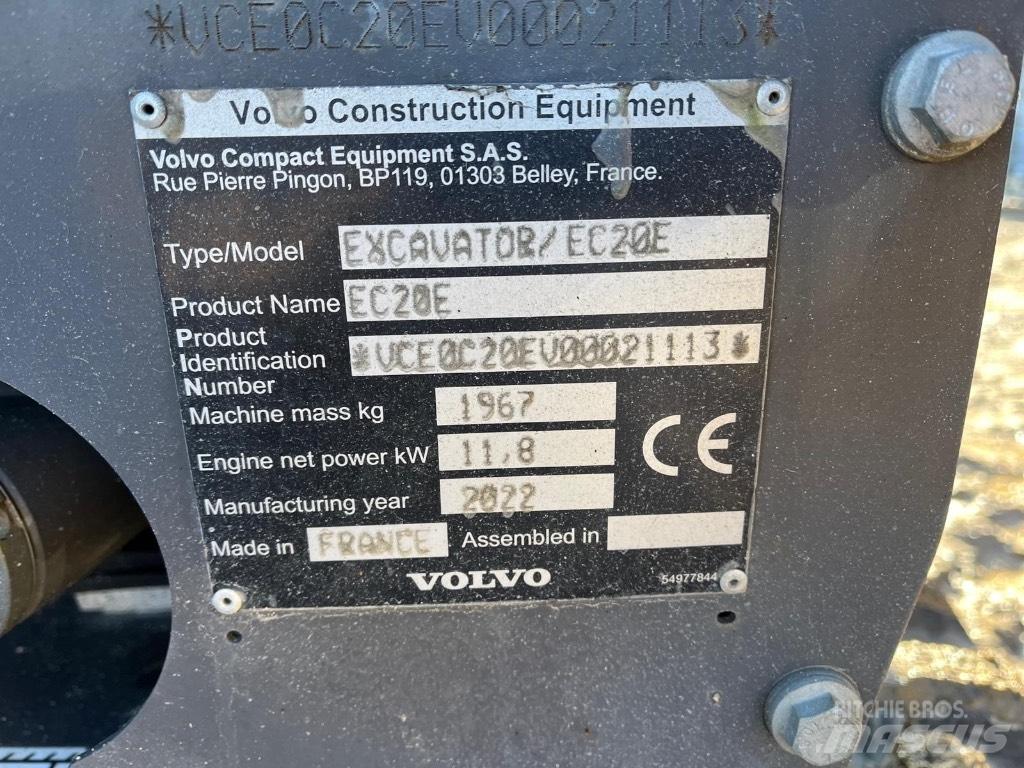 *VCE0C20EV00021113*
Volvo Construction Equipment
Volvo Compact Equipment S.A.S.
Rue Pierre Pingon, BP119, 01303 Belley, France.
Type/Model EXCAVATOR/EC20E
Product Name EC20E
Product
Identification *VCE0C20EV00021113*
Number
Machine mass kg 1967
Engine net power kW 11,8
Manufacturing year 2022
CE
Made in FRANCE Assembled in
VOLVO 54977844
RITCHIE BROS.
MASCUS